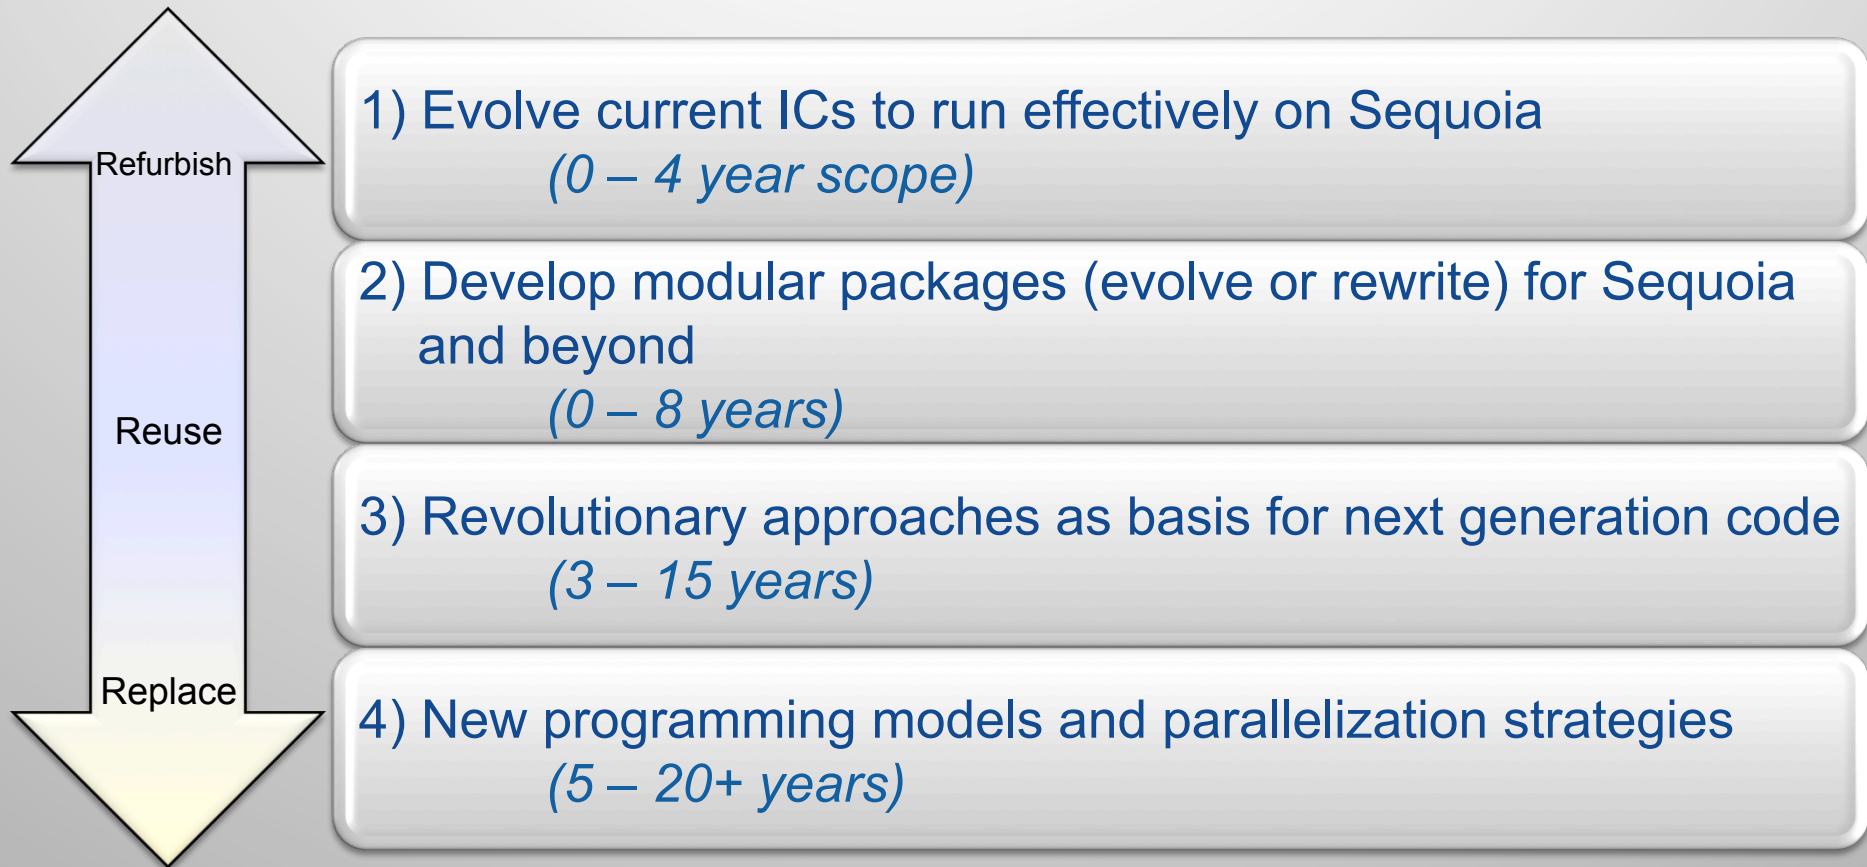 Refurbish
Reuse
Replace
1) Evolve current ICs to run effectively on Sequoia
(0 – 4 year scope)
2) Develop modular packages (evolve or rewrite) for Sequoia
and beyond
(0 – 8 years)
3) Revolutionary approaches as basis for next generation code
(3 – 15 years)
4) New programming models and parallelization strategies
(5 – 20+ years)